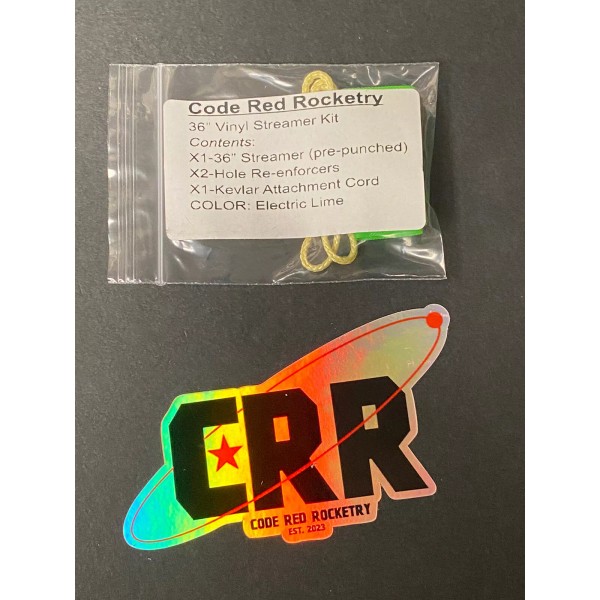 Code Red Rocketry
36" Vinyl Streamer Kit
Contents:
X1-36" Streamer (pre-punched)
X2-Hole Re-enforcers
X1-Kevlar Attachment Cord
COLOR: Electric Lime
CRR
CODE RED ROCKETRY
EST. 2023